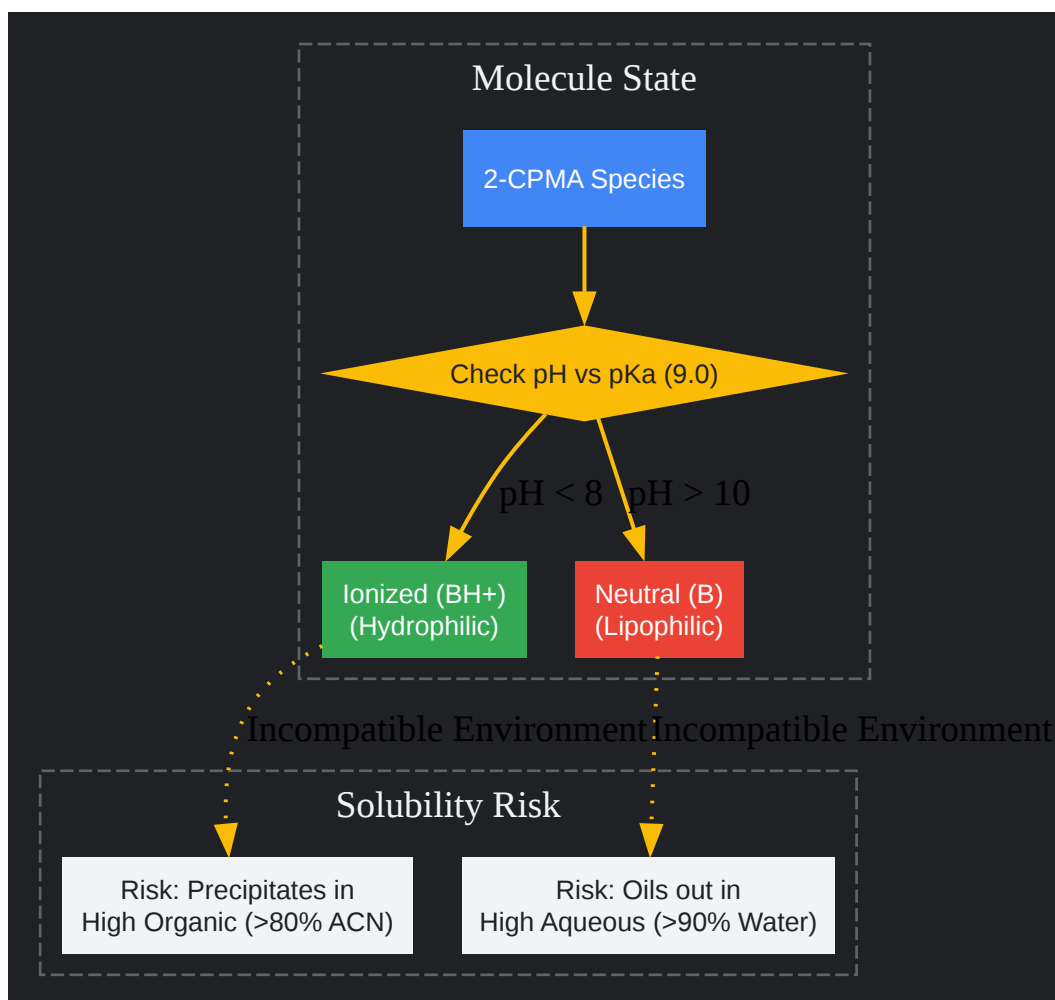 Molecule State
2-CPMA Species
Check pH vs pKa (9.0)
pH < 8
pH > 10
Ionized (BH+)
(Hydrophilic)
Neutral (B)
(Lipophilic)
Incompatible Environment
Incompatible Environment
Solubility Risk
Risk: Precipitates in
High Organic (>80% ACN)
Risk: Oils out in
High Aqueous (>90% Water)